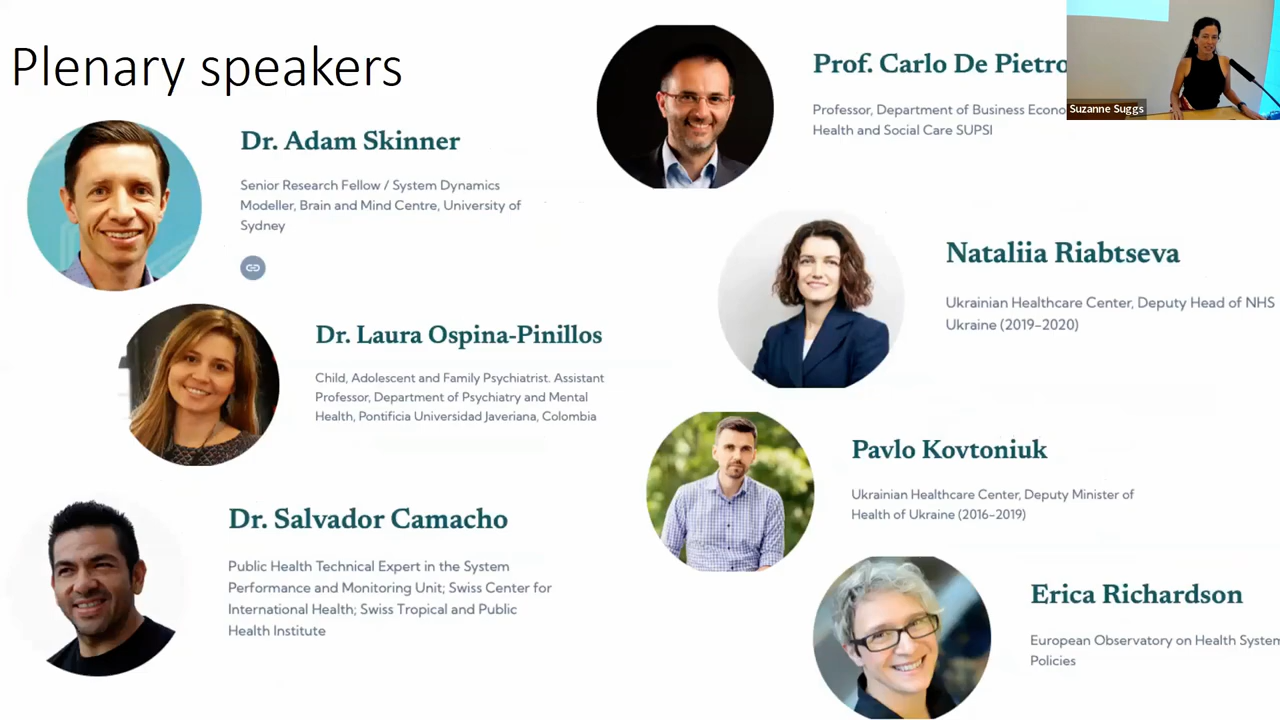 Plenary speakers
Dr. Adam Skinner
Senior Research Fellow / System Dynamics
Modeller, Brain and Mind Centre, University of
Sydney
Dr. Laura Ospina-Pinillos
Child, Adolescent and Family Psychiatrist. Assistant
Professor, Department of Psychiatry and Mental
Health, Pontificia Universidad Javeriana, Colombia
Dr. Salvador Camacho
Public Health Technical Expert in the System
Performance and Monitoring Unit; Swiss Center for
International Health; Swiss Tropical and Public
Health Institute
Prof. Carlo De Pietro
Professor, Department of Business Econo
Health and Social Care SUPSI
Suzanne Suggs
Nataliia Riabtseva
Ukrainian Healthcare Center, Deputy Head of NHS
Ukraine (2019-2020)
Pavlo Kovtoniuk
Ukrainian Healthcare Center, Deputy Minister of
Health of Ukraine (2016-2019)
Erica Richardson
European Observatory on Health System
Policies